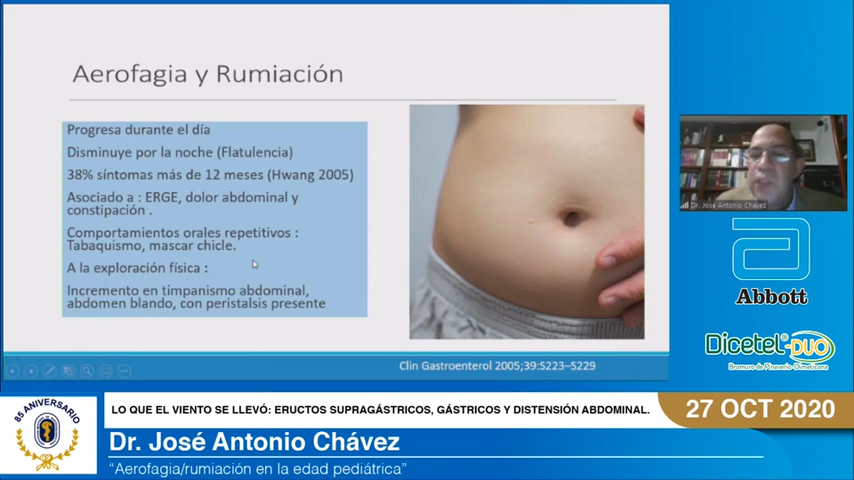 Aerofagia y Rumiación
Progresa durante el día
Disminuye por la noche (Flatulencia)
38% síntomas más de 12 meses (Hwang 2005)
Asociado a : ERGE, dolor abdominal y
constipación .
Comportamientos orales repetitivos :
Tabaquismo, mascar chicle.
A la exploración física :
Incremento en timpanismo abdominal,
abdomen blando, con peristalsis presente
Clin Gastroenterol 2005;39:S223–S229
Dr. Jose Antonio Chavez
Abbott
Dicetel®-DUO
Bromuro de Pinaverio-Dimeticona
85 ANIVERSARIO
LO QUE EL VIENTO SE LLEVÓ: ERUCTOS SUPRAGÁSTRICOS, GÁSTRICOS Y DISTENSIÓN ABDOMINAL.
27 OCT 2020
Dr. José Antonio Chávez
“Aerofagia/rumiación en la edad pediátrica”